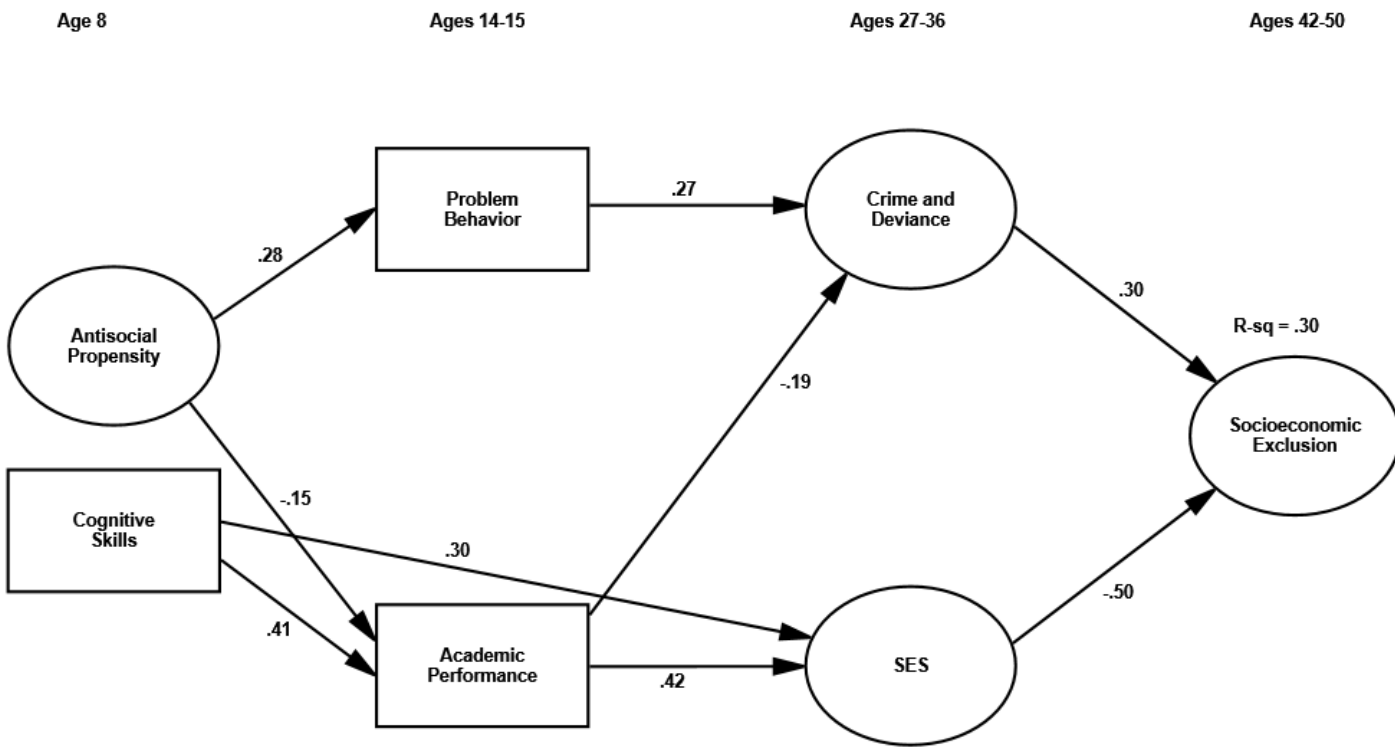 Age 8
Ages 14-15
Ages 27-36
Ages 42-50
Problem
Behavior
.27
Crime and
Deviance
.28
.30
R-sq = .30
Antisocial
Propensity
-.19
Socioeconomic
Exclusion
-.15
Cognitive
Skills
.30
-.50
.41
Academic
Performance
.42
SES